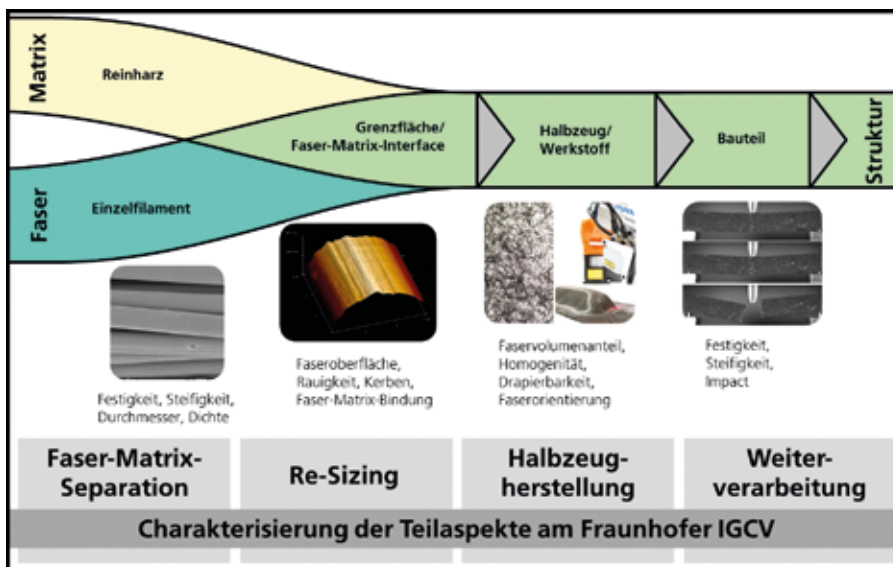 Matrix
Reinharz
Faser
Einzelfilament
Grenzfläche/
Faser-Matrix-Interface
Halbzeug/
Werkstoff
Bauteil
Struktur
Festigkeit, Steifigkeit,
Durchmesser, Dichte
Faseroberfläche,
Rauigkeit, Kerben,
Faser-Matrix-Bindung
Faservolumenanteil,
Homogenität,
Drapierbarkeit,
Faserorientierung
Festigkeit,
Steifigkeit,
Impact
Faser-Matrix-
Separation
Re-Sizing
Halbzeug-
herstellung
Weiter-
verarbeitung
Charakterisierung der Teilaspekte am Fraunhofer IGCV